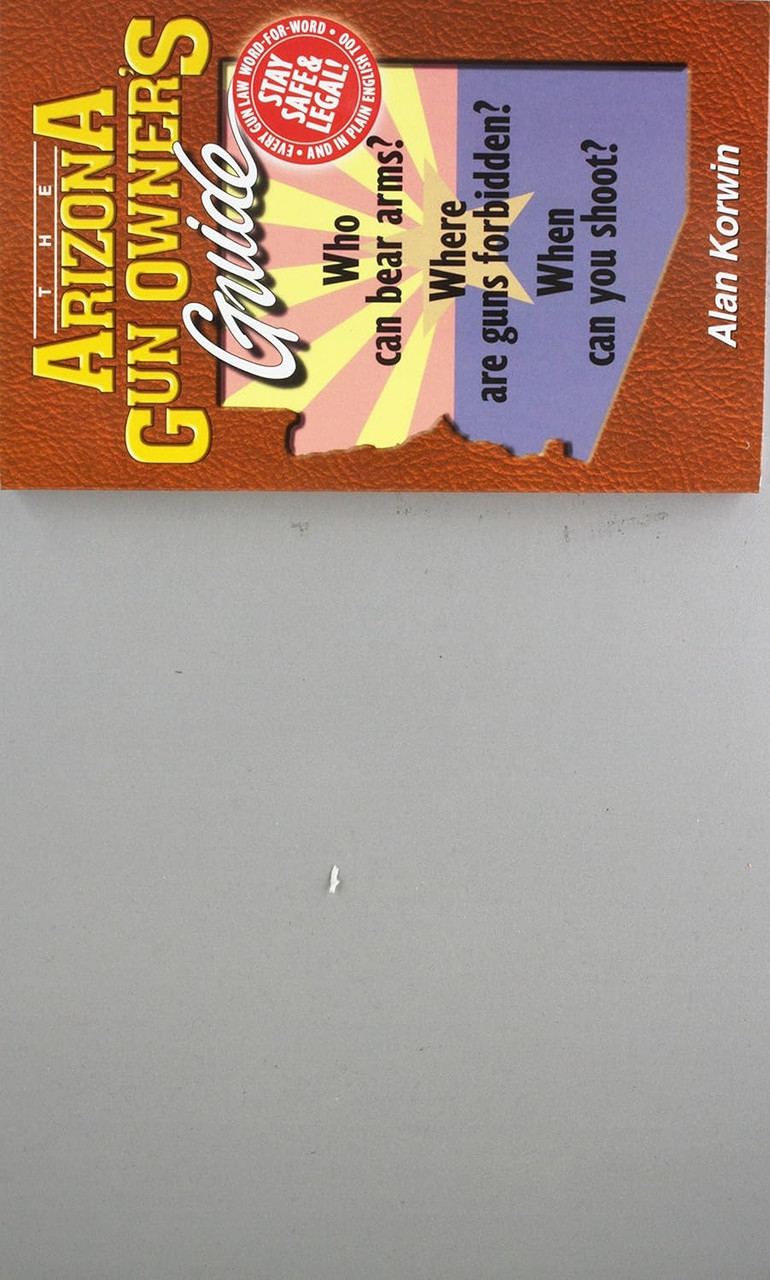 THE
ARIZONA
GUN OWNER'S
Guide
EVERY GUN LAW WORD-FOR-WORD • AND IN PLAIN ENGLISH TOO •
STAY
SAFE &
LEGAL!
Who
can bear arms?
Where
are guns forbidden?
When
can you shoot?
Alan Korwin